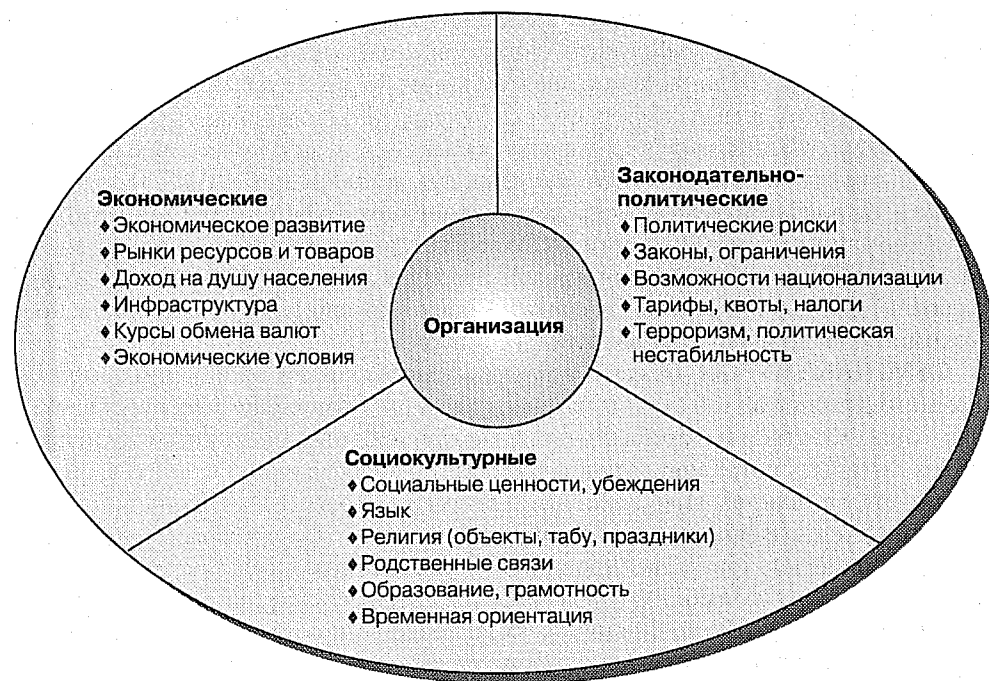 Экономические
♦ Экономическое развитие
♦ Рынки ресурсов и товаров
♦ Доход на душу населения
♦ Инфраструктура
♦ Курсы обмена валют
♦ Экономические условия
Законодательно-
политические
♦ Политические риски
♦ Законы, ограничения
♦ Возможности национализации
♦ Тарифы, квоты, налоги
♦ Терроризм, политическая
нестабильность
Организация
Социокультурные
♦ Социальные ценности, убеждения
♦ Язык
♦ Религия (объекты, табу, праздники)
♦ Родственные связи
♦ Образование, грамотность
♦ Временная ориентация